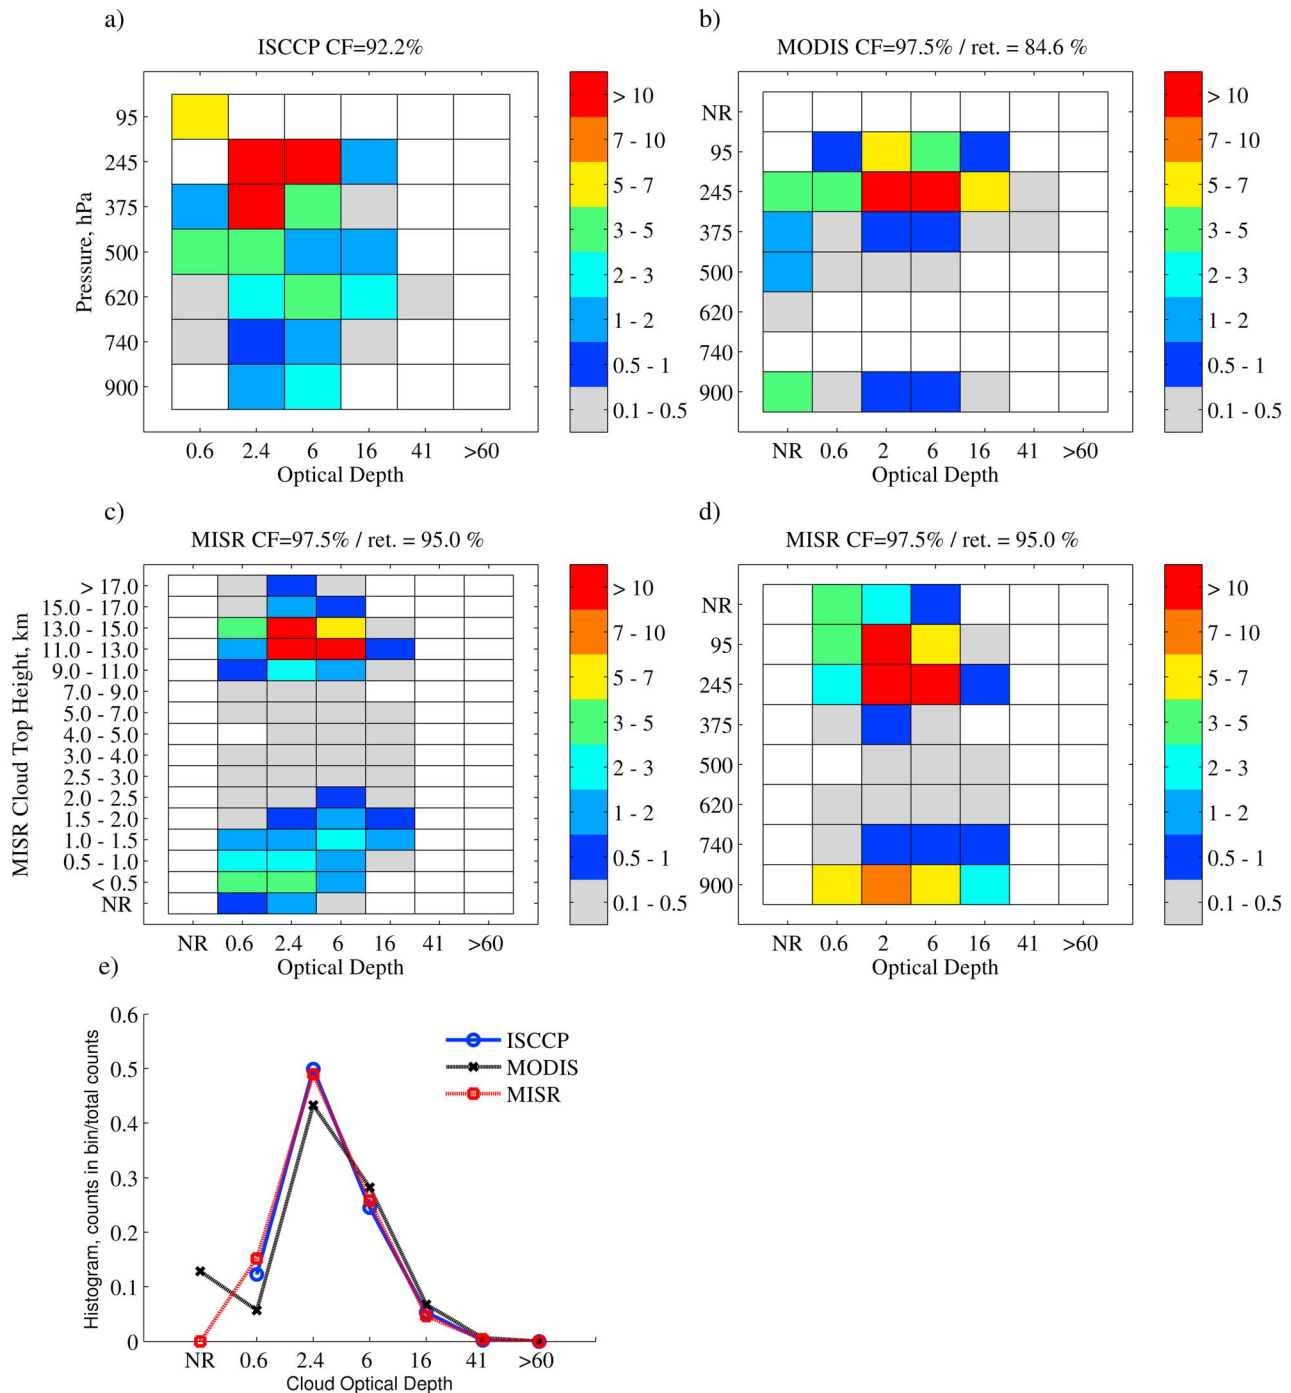 a)
ISCCP CF=92.2%
95
245
375
500
620
740
900
Pressure, hPa
0.6 2.4 6 16 41 >60
Optical Depth
> 10
7 - 10
5 - 7
3 - 5
2 - 3
1 - 2
0.5 - 1
0.1 - 0.5
b)
MODIS CF=97.5% / ret. = 84.6 %
NR
95
245
375
500
620
740
900
NR 0.6 2 6 16 41 >60
Optical Depth
> 10
7 - 10
5 - 7
3 - 5
2 - 3
1 - 2
0.5 - 1
0.1 - 0.5
c)
MISR CF=97.5% / ret. = 95.0 %
> 17.0
15.0 - 17.0
13.0 - 15.0
11.0 - 13.0
9.0 - 11.0
7.0 - 9.0
5.0 - 7.0
4.0 - 5.0
3.0 - 4.0
2.5 - 3.0
2.0 - 2.5
1.5 - 2.0
1.0 - 1.5
0.5 - 1.0
< 0.5
NR
MISR Cloud Top Height, km
NR 0.6 2.4 6 16 41 >60
Optical Depth
> 10
7 - 10
5 - 7
3 - 5
2 - 3
1 - 2
0.5 - 1
0.1 - 0.5
d)
MISR CF=97.5% / ret. = 95.0 %
NR
95
245
375
500
620
740
900
NR 0.6 2 6 16 41 >60
Optical Depth
> 10
7 - 10
5 - 7
3 - 5
2 - 3
1 - 2
0.5 - 1
0.1 - 0.5
e)
0.6
0.5
0.4
0.3
0.2
0.1
0
Histogram, counts in bin/total counts
ISCCP
MODIS
MISR
NR 0.6 2.4 6 16 41 >60
Cloud Optical Depth